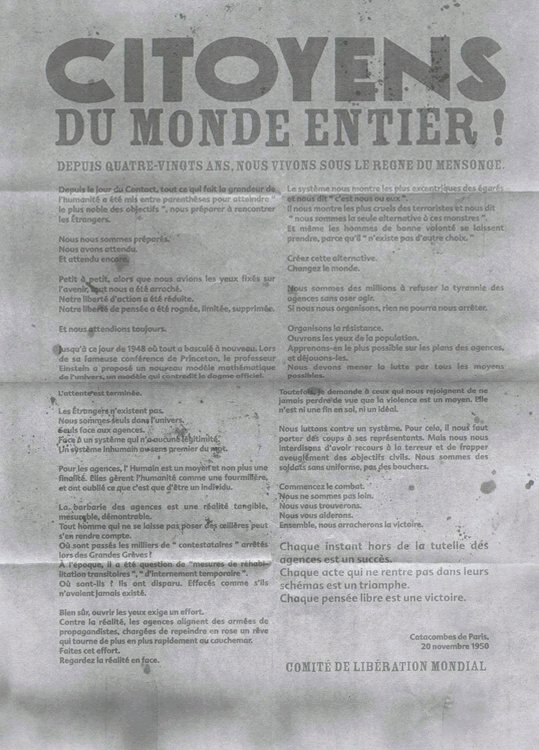 CITOYENS
DU MONDE ENTIER !
DEPUIS QUATRE-VINGTS ANS, NOUS VIVONS SOUS LE REGNE DU MENSONGE.
Depuis le jour du Contact, tout ce qui fait la grandeur de
l'humanité a été mis entre parenthèses pour atteindre "
le plus noble des objectifs ", nous préparer à rencontrer
les Étrangers.
Nous nous sommes préparés.
Nous avons attendu.
Et attendu encore.
Petit à petit, alors que nous avions les yeux fixés sur
l'avenir, tout nous a été arraché.
Notre liberté d'action a été réduite.
Notre liberté de pensée a été rognée, limitée, supprimée.
Et nous attendions toujours.
Jusqu'à ce jour de 1948 où tout a basculé à nouveau. Lors
de sa fameuse conférence de Princeton, le professeur
Einstein a proposé un nouveau modèle mathématique
de l'univers, un modèle qui contredit le dogme officiel.
L'attente est terminée.
Les Étrangers n'existent pas.
Nous sommes seuls dans l'univers.
Seuls face aux agences.
Face à un système qui n'a aucune légitimité.
Un système inhumain au sens premier du mot.
Pour les agences, l' Humain est un moyen et non plus une
finalité. Elles gèrent l'humanité comme une fourmilière,
et ont oublié ce que c'est que d'être un individu.
La barbarie des agences est une réalité tangible,
mesurable, démontrable.
Tout homme qui ne se laisse pas poser des œillères peut
s'en rendre compte.
Où sont passés les milliers de " contestataires " arrêtés
lors des Grandes Grèves !
À l'époque, il a été question de "mesures de réhabi-
litation transitoires ", " d'internement temporaire ".
Où sont-ils ! Ils ont disparu. Effacés comme s'ils
n'avaient jamais existé.
Bien sûr, ouvrir les yeux exige un effort.
Contre la réalité, les agences alignent des armées de
propagandistes, chargées de repeindre en rose un rêve
qui tourne de plus en plus rapidement au cauchemar.
Faites cet effort.
Regardez la réalité en face.
Le système nous montre les plus excentriques des égarés
et nous dit " c'est nous ou eux ".
Il nous montre les plus cruels des terroristes et nous dit
" nous sommes la seule alternative à ces monstres ".
Et même les hommes de bonne volonté se laissent
prendre, parce qu'il " n'existe pas d'autre choix. "
Créez cette alternative.
Changez le monde.
Nous sommes des millions à refuser la tyrannie des
agences sans oser agir.
Si nous nous organisons, rien ne pourra nous arrêter.
Organisons la résistance.
Ouvrons les yeux de la population.
Apprenons-en le plus possible sur les plans des agences,
et déjouons-les.
Nous devons mener la lutte par tous les moyens
possibles.
Toutefois, je demande à ceux qui nous rejoignent de ne
jamais perdre de vue que la violence est un moyen. Elle
n'est ni une fin en soi, ni un idéal.
Nous luttons contre un système. Pour cela, il nous faut
porter des coups à ses représentants. Mais nous nous
interdisons d'avoir recours à la terreur et de frapper
aveuglément des objectifs civils. Nous sommes des
soldats sans uniforme, pas des bouchers.
Commencez le combat.
Nous ne sommes pas loin.
Nous vous trouverons.
Nous vous aiderons.
Ensemble, nous arracherons la victoire.
Chaque instant hors de la tutelle des
agences est un succès.
Chaque acte qui ne rentre pas dans leurs
schémas est un triomphe.
Chaque pensée libre est une victoire.
Catacombes de Paris,
20 novembre 1950
COMITÉ DE LIBÉRATION MONDIAL